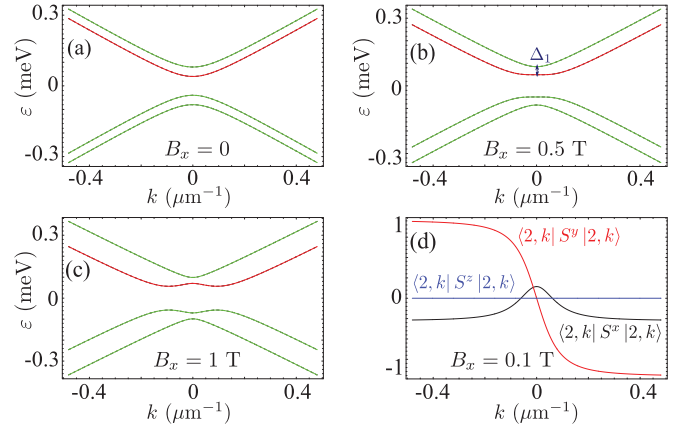 (a)
ε (meV)
0.3
0
-0.3
B_x = 0
-0.4 0 0.4
k (μm⁻¹)
(b)
ε (meV)
0.3
0
-0.3
Δ₁
B_x = 0.5 T
-0.4 0 0.4
k (μm⁻¹)
(c)
ε (meV)
0.3
0
-0.3
B_x = 1 T
-0.4 0 0.4
k (μm⁻¹)
(d)
1
0
-1
⟨2, k| S^y |2, k⟩
⟨2, k| S^z |2, k⟩
⟨2, k| S^x |2, k⟩
B_x = 0.1 T
-0.4 0 0.4
k (μm⁻¹)